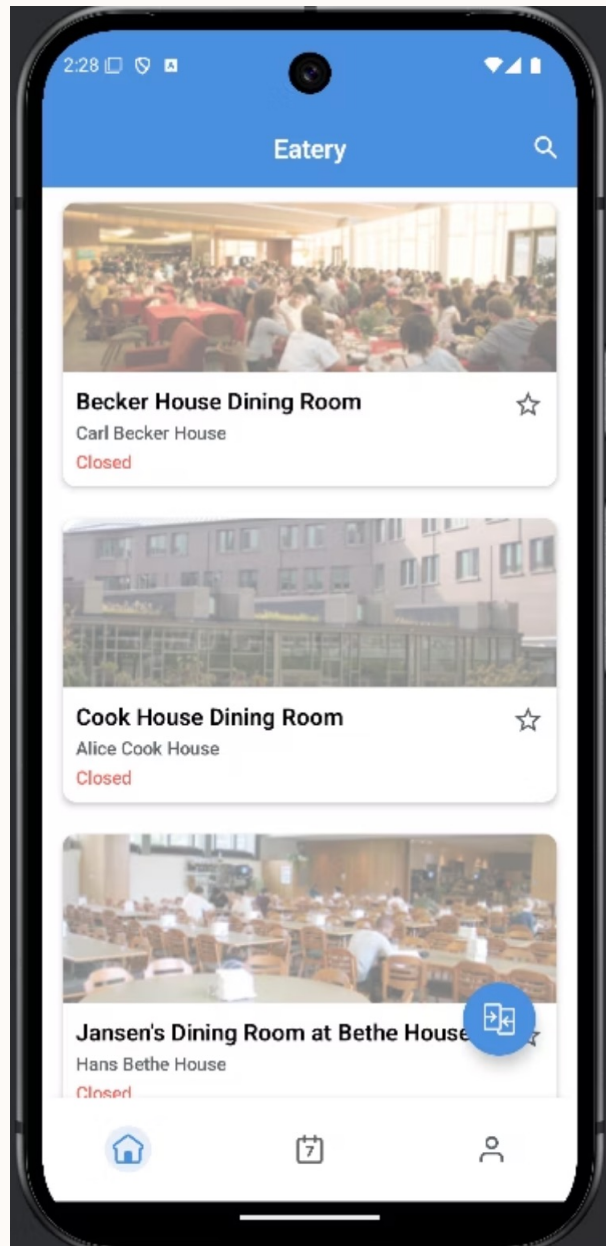 2:28
Eatery
Becker House Dining Room
Carl Becker House
Closed
Cook House Dining Room
Alice Cook House
Closed
Jansen's Dining Room at Bethe House
Hans Bethe House
Closed
7